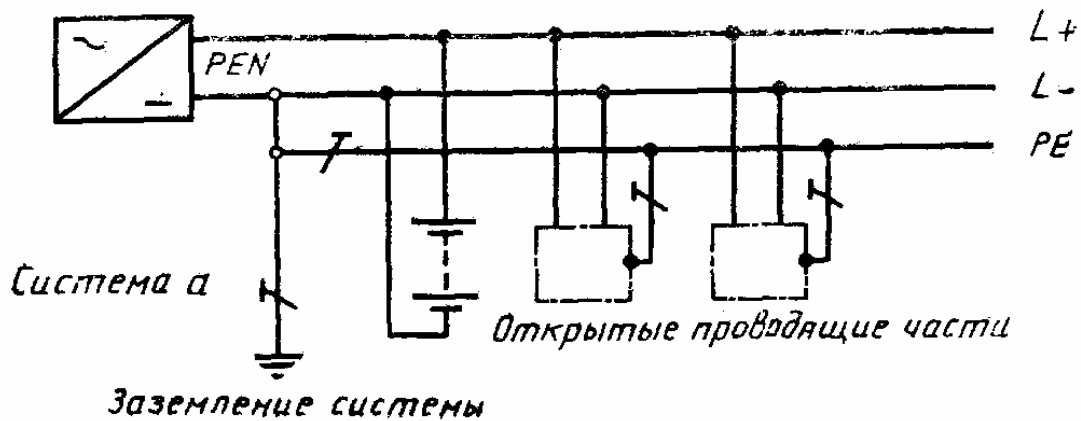 L+
PEN
L-
PE
Система а
Открытые проводящие части
Заземление системы